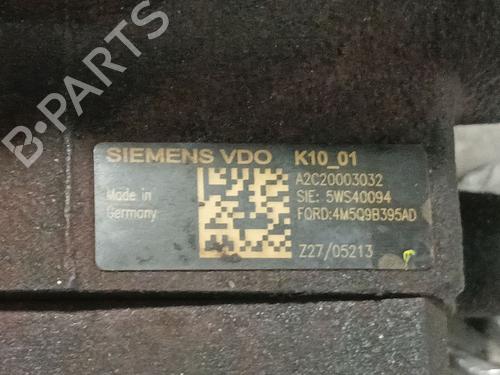 B-PARTS
SIEMENS VDO K10_01
A2C20003032
SIE: 5WS40094
FORD:4M5Q9B395AD
Made in
Germany
Z27/05213